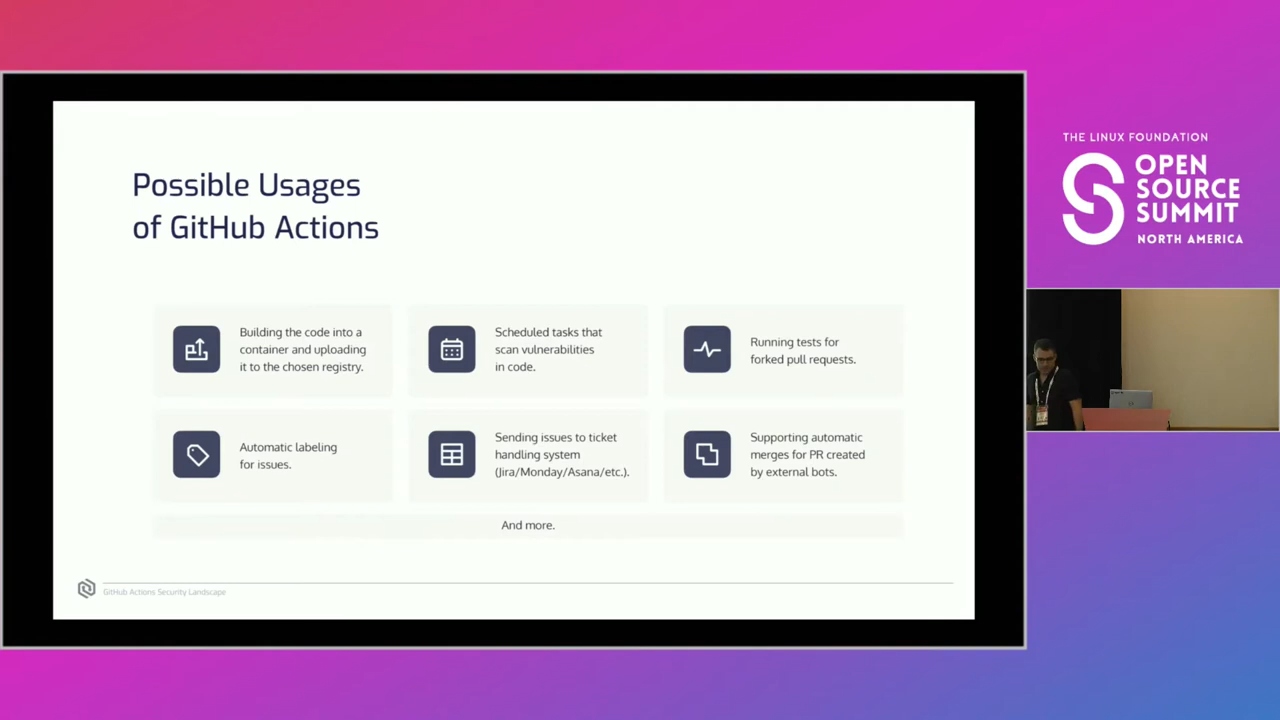 Possible Usages
of GitHub Actions
Building the code into a
container and uploading
it to the chosen registry.
Scheduled tasks that
scan vulnerabilities
in code.
Running tests for
forked pull requests.
Automatic labeling
for issues.
Sending issues to ticket
handling system
(Jira/Monday/Asana/etc.).
Supporting automatic
merges for PR created
by external bots.
And more.
GitHub Actions Security Landscape
THE LINUX FOUNDATION
OPEN
SOURCE
SUMMIT
NORTH AMERICA